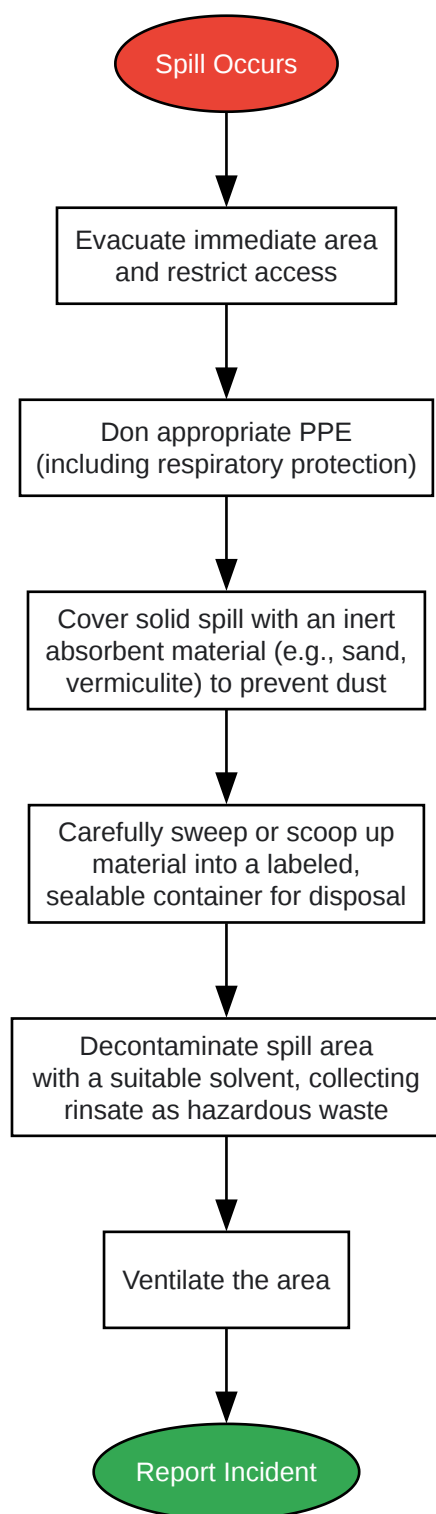 Spill Occurs
Evacuate immediate area
and restrict access
Don appropriate PPE
(including respiratory protection)
Cover solid spill with an inert
absorbent material (e.g., sand,
vermiculite) to prevent dust
Carefully sweep or scoop up
material into a labeled,
sealable container for disposal
Decontaminate spill area
with a suitable solvent, collecting
rinsate as hazardous waste
Ventilate the area
Report Incident